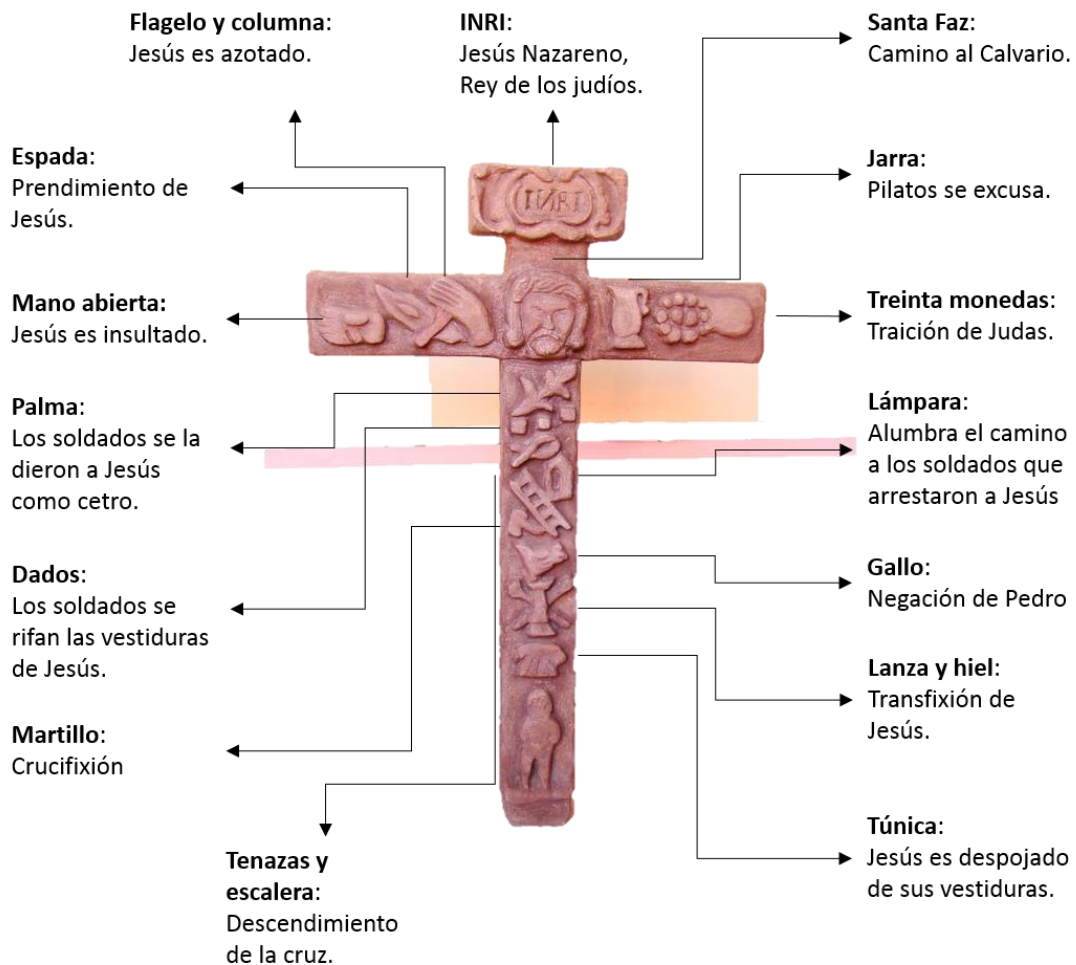 Flagelo y columna:
Jesús es azotado.
INRI:
Jesús Nazareno,
Rey de los judíos.
Santa Faz:
Camino al Calvario.
Espada:
Prendimiento de
Jesús.
Jarra:
Pilatos se excusa.
INRI
Mano abierta:
Jesús es insultado.
Treinta monedas:
Traición de Judas.
Palma:
Los soldados se la
dieron a Jesús
como cetro.
Lámpara:
Alumbra el camino
a los soldados que
arrestaron a Jesús
Dados:
Los soldados se
rifan las vestiduras
de Jesús.
Gallo:
Negación de Pedro
Lanza y hiel:
Transfixión de
Jesús.
Martillo:
Crucifixión
Túnica:
Jesús es despojado
de sus vestiduras.
Tenazas y
escalera:
Descendimiento
de la cruz.